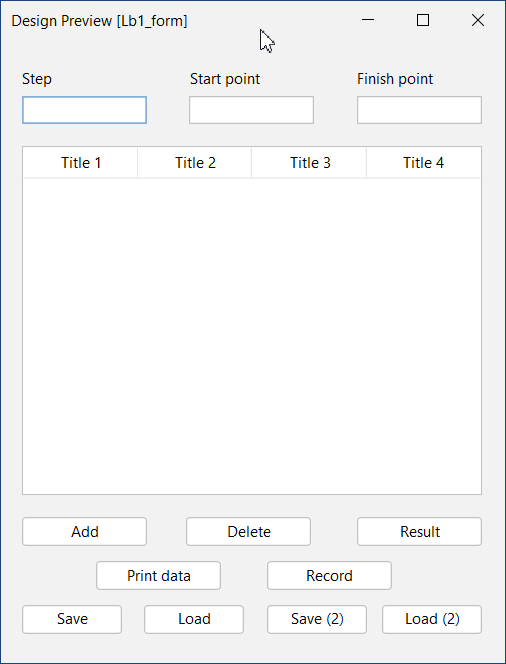 Design Preview [Lb1_form]
Step Start point Finish point
Title 1 Title 2 Title 3 Title 4
Add Delete Result
Print data Record
Save Load Save (2) Load (2)